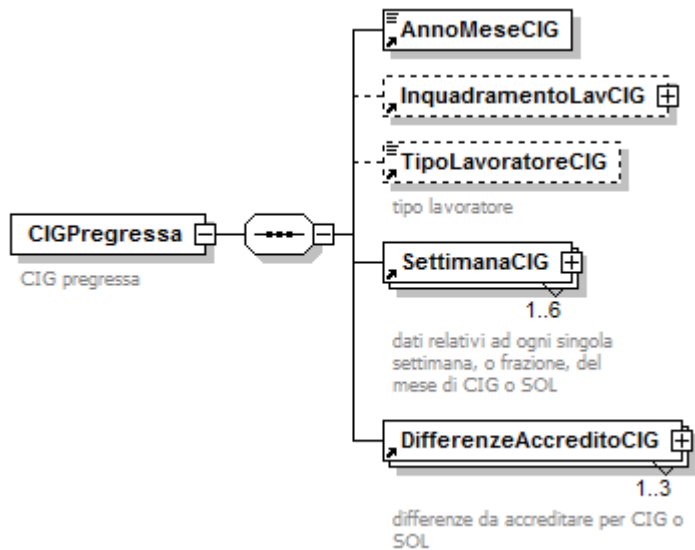 AnnoMeseCIG
InquadramentoLavCIG
TipoLavoratoreCIG
tipo lavoratore
CIGPregressa
CIG pregressa
SettimanaCIG
1..6
dati relativi ad ogni singola
settimana, o frazione, del
mese di CIG o SOL
DifferenzeAccreditoCIG
1..3
differenze da accreditare per CIG o
SOL